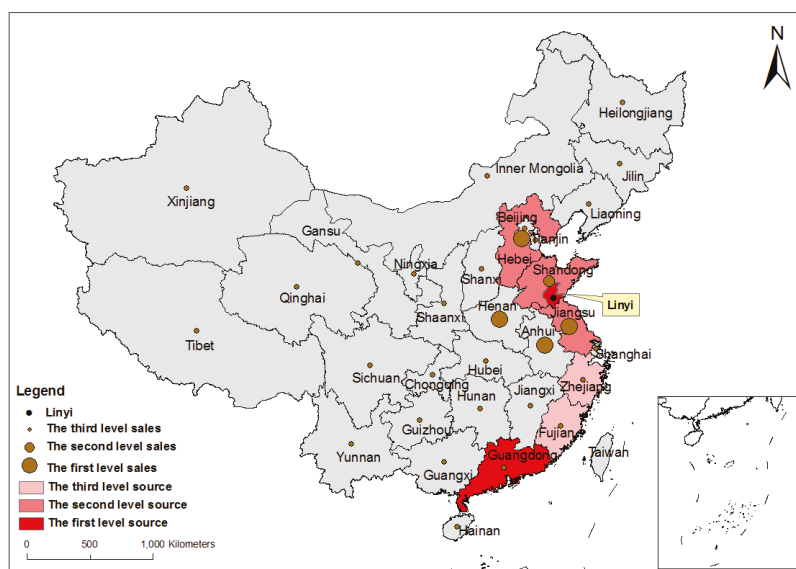 N
Heilongjiang
Jilin
Inner Mongolia
Liaoning
Xinjiang
Beijing
Tianjin
Gansu
Hebei
Ningxia
Shanxi
Shandong
Qinghai
Linyi
Shaanxi
Henan
Jiangsu
Anhui
Tibet
Shanghai
Hubei
Sichuan
Chongqing
Zhejiang
Hunan
Jiangxi
Guizhou
Fujian
Yunnan
Guangxi
Guangdong
Taiwan
Hainan
Legend
Linyi
The third level sales
The second level sales
The first level sales
The third level source
The second level source
The first level source
0 500 1,000 Kilometers